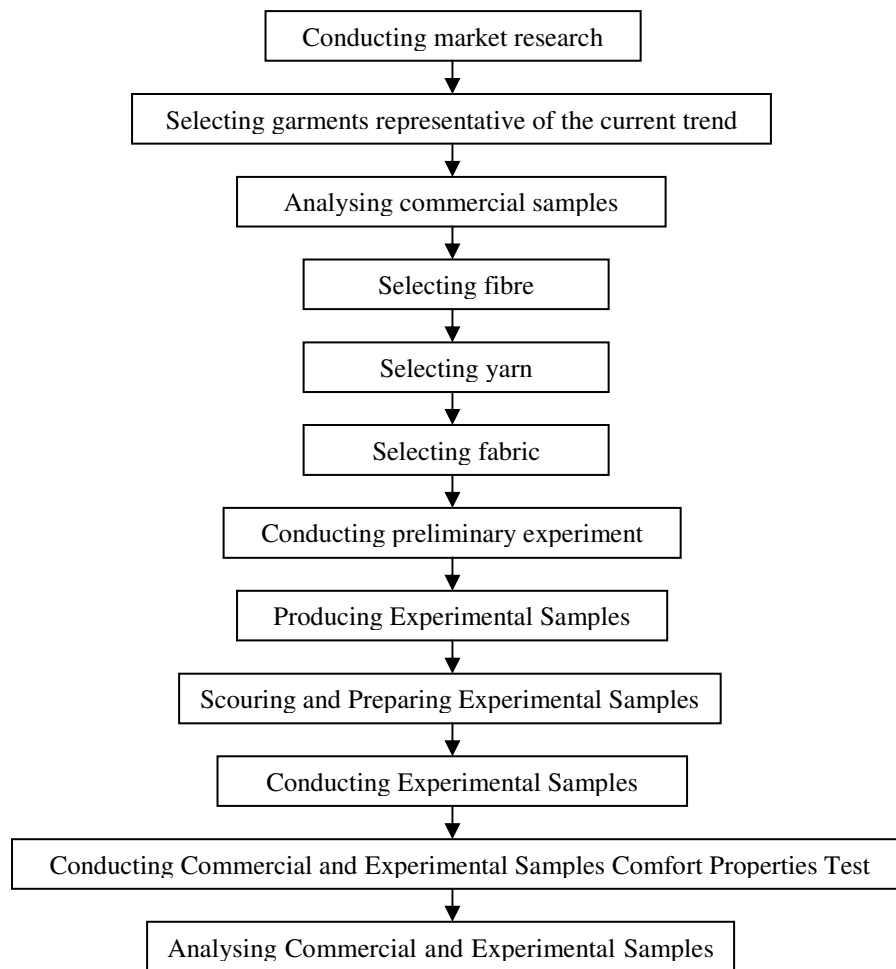 Conducting market research
Selecting garments representative of the current trend
Analysing commercial samples
Selecting fibre
Selecting yarn
Selecting fabric
Conducting preliminary experiment
Producing Experimental Samples
Scouring and Preparing Experimental Samples
Conducting Experimental Samples
Conducting Commercial and Experimental Samples Comfort Properties Test
Analysing Commercial and Experimental Samples